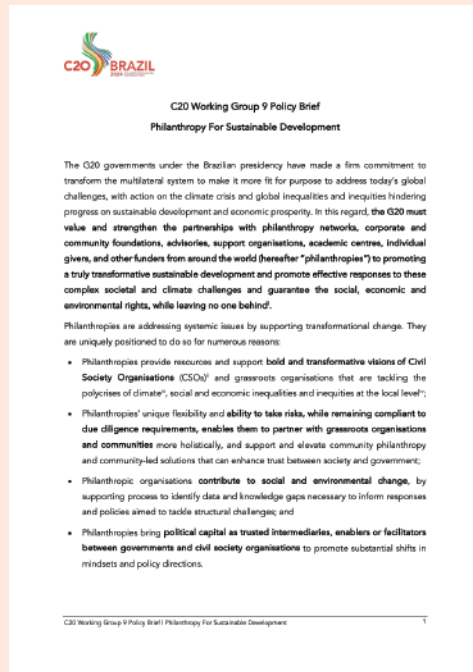 C20 BRAZIL
2024
C20 Working Group 9 Policy Brief
Philanthropy For Sustainable Development
The G20 governments under the Brazilian presidency have made a firm commitment to
transform the multilateral system to make it more fit for purpose to address today's global
challenges, with action on the climate crisis and global inequalities and inequities hindering
progress on sustainable development and economic prosperity. In this regard, the G20 must
value and strengthen the partnerships with philanthropy networks, corporate and
community foundations, advisories, support organisations, academic centres, individual
givers, and other funders from around the world (hereafter "philanthropies") to promoting
a truly transformative sustainable development and promote effective responses to these
complex societal and climate challenges and guarantee the social, economic and
environmental rights, while leaving no one behindⁱ.
Philanthropies are addressing systemic issues by supporting transformational change. They
are uniquely positioned to do so for numerous reasons:
• Philanthropies provide resources and support bold and transformative visions of Civil
Society Organisations (CSOs)ⁱⁱ and grassroots organisations that are tackling the
polycrises of climateⁱⁱⁱ, social and economic inequalities and inequities at the local levelⁱᵛ;
• Philanthropies' unique flexibility and ability to take risks, while remaining compliant to
due diligence requirements, enables them to partner with grassroots organisations
and communities more holistically, and support and elevate community philanthropy
and community-led solutions that can enhance trust between society and government;
• Philanthropic organisations contribute to social and environmental change, by
supporting process to identify data and knowledge gaps necessary to inform responses
and policies aimed to tackle structural challenges; and
• Philanthropies bring political capital as trusted intermediaries, enablers or facilitators
between governments and civil society organisations to promote substantial shifts in
mindsets and policy directions.
C20 Working Group 9 Policy Brief| Philanthropy For Sustainable Development 1